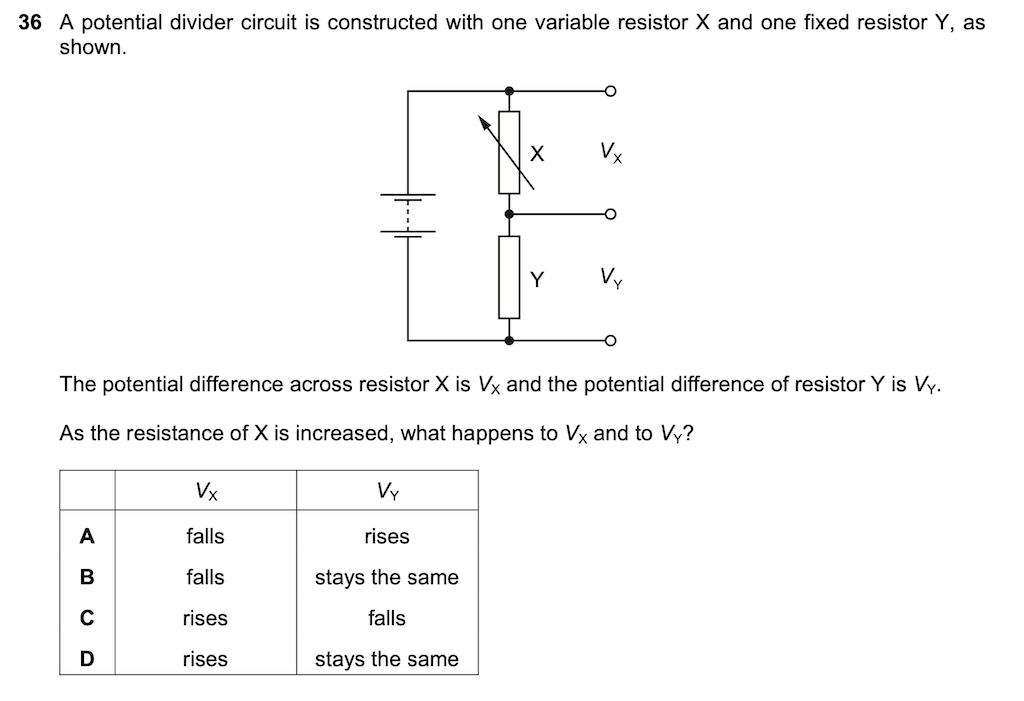 36 A potential divider circuit is constructed with one variable resistor X and one fixed resistor Y, as
shown.
X
V_X
Y
V_Y
The potential difference across resistor X is V_X and the potential difference of resistor Y is V_Y.
As the resistance of X is increased, what happens to V_X and to V_Y?
V_X V_Y
A falls rises
B falls stays the same
C rises falls
D rises stays the same